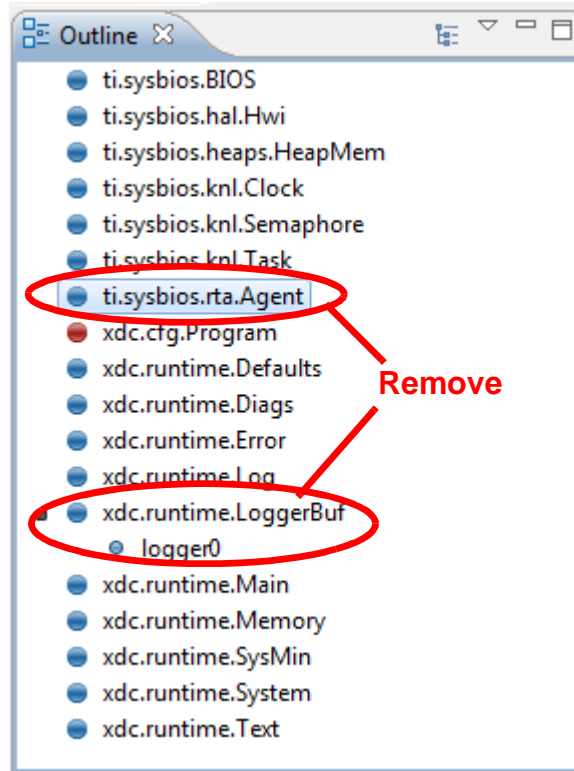 Outline
ti.sysbios.BIOS
ti.sysbios.hal.Hwi
ti.sysbios.heaps.HeapMem
ti.sysbios.knl.Clock
ti.sysbios.knl.Semaphore
ti.sysbios.knl.Task
ti.sysbios.rta.Agent
xdc.cfg.Program
xdc.runtime.Defaults
Remove
xdc.runtime.Diags
xdc.runtime.Error
xdc.runtime.Log
xdc.runtime.LoggerBuf
logger0
xdc.runtime.Main
xdc.runtime.Memory
xdc.runtime.SysMin
xdc.runtime.System
xdc.runtime.Text